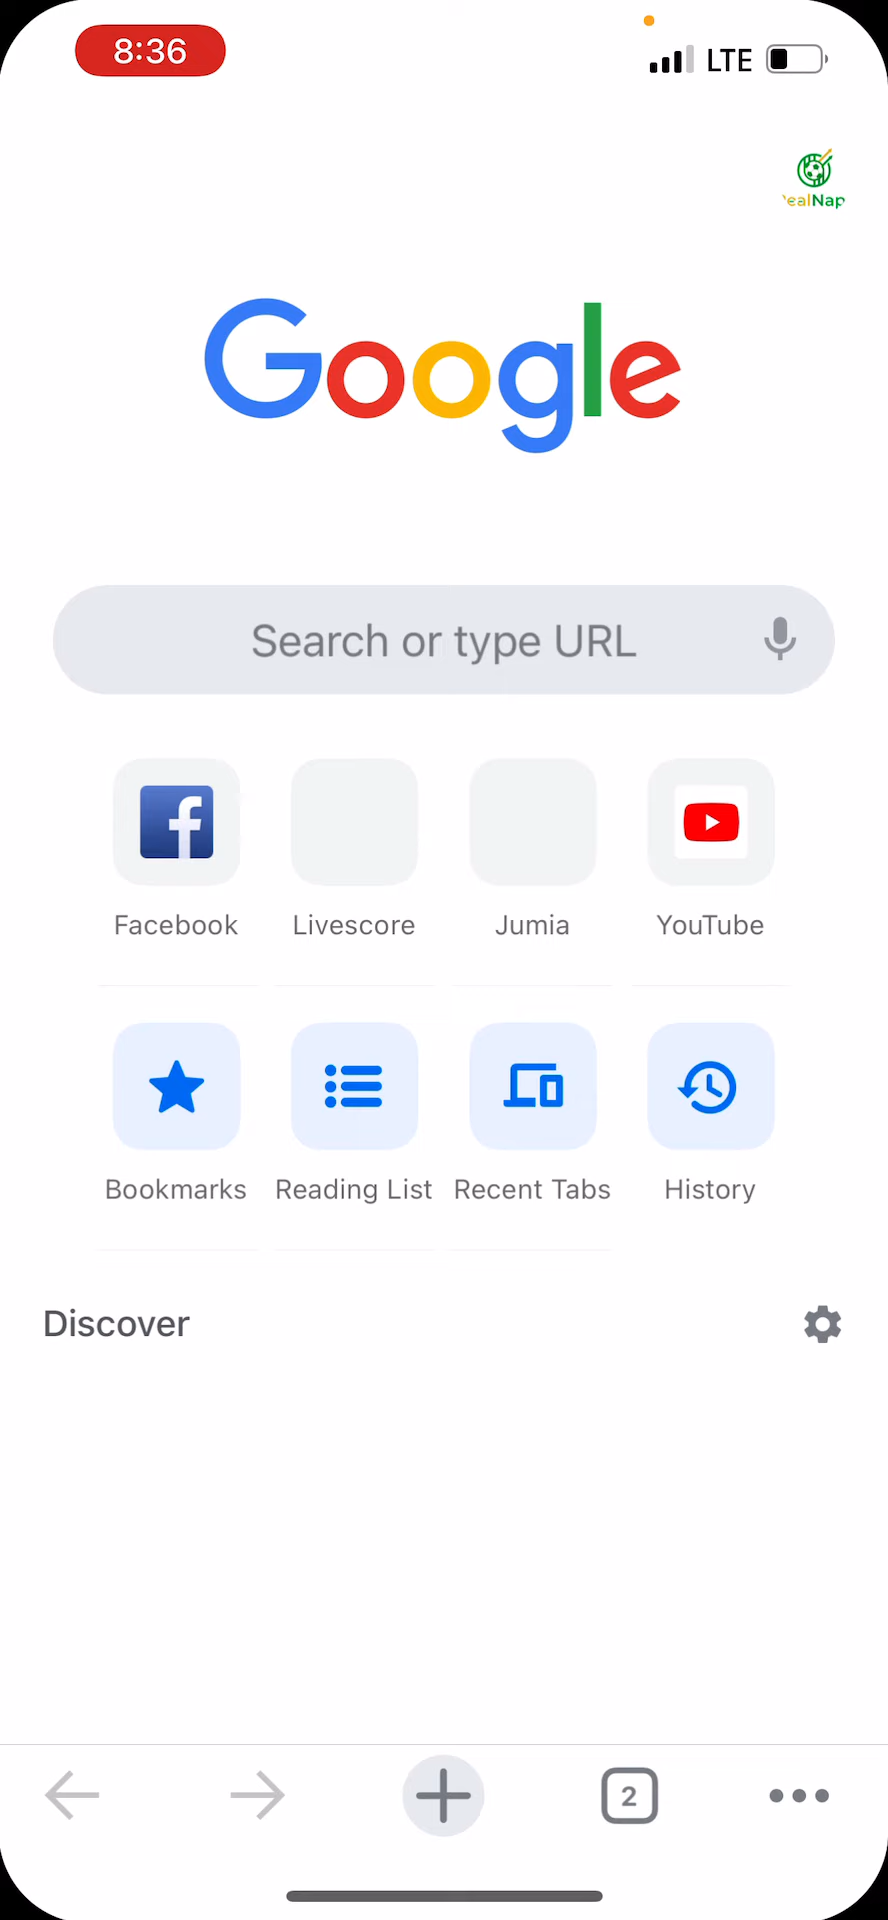 8:36
LTE
ealNap
Google
Search or type URL
Facebook
Livescore
Jumia
YouTube
Bookmarks
Reading List
Recent Tabs
History
Discover
2